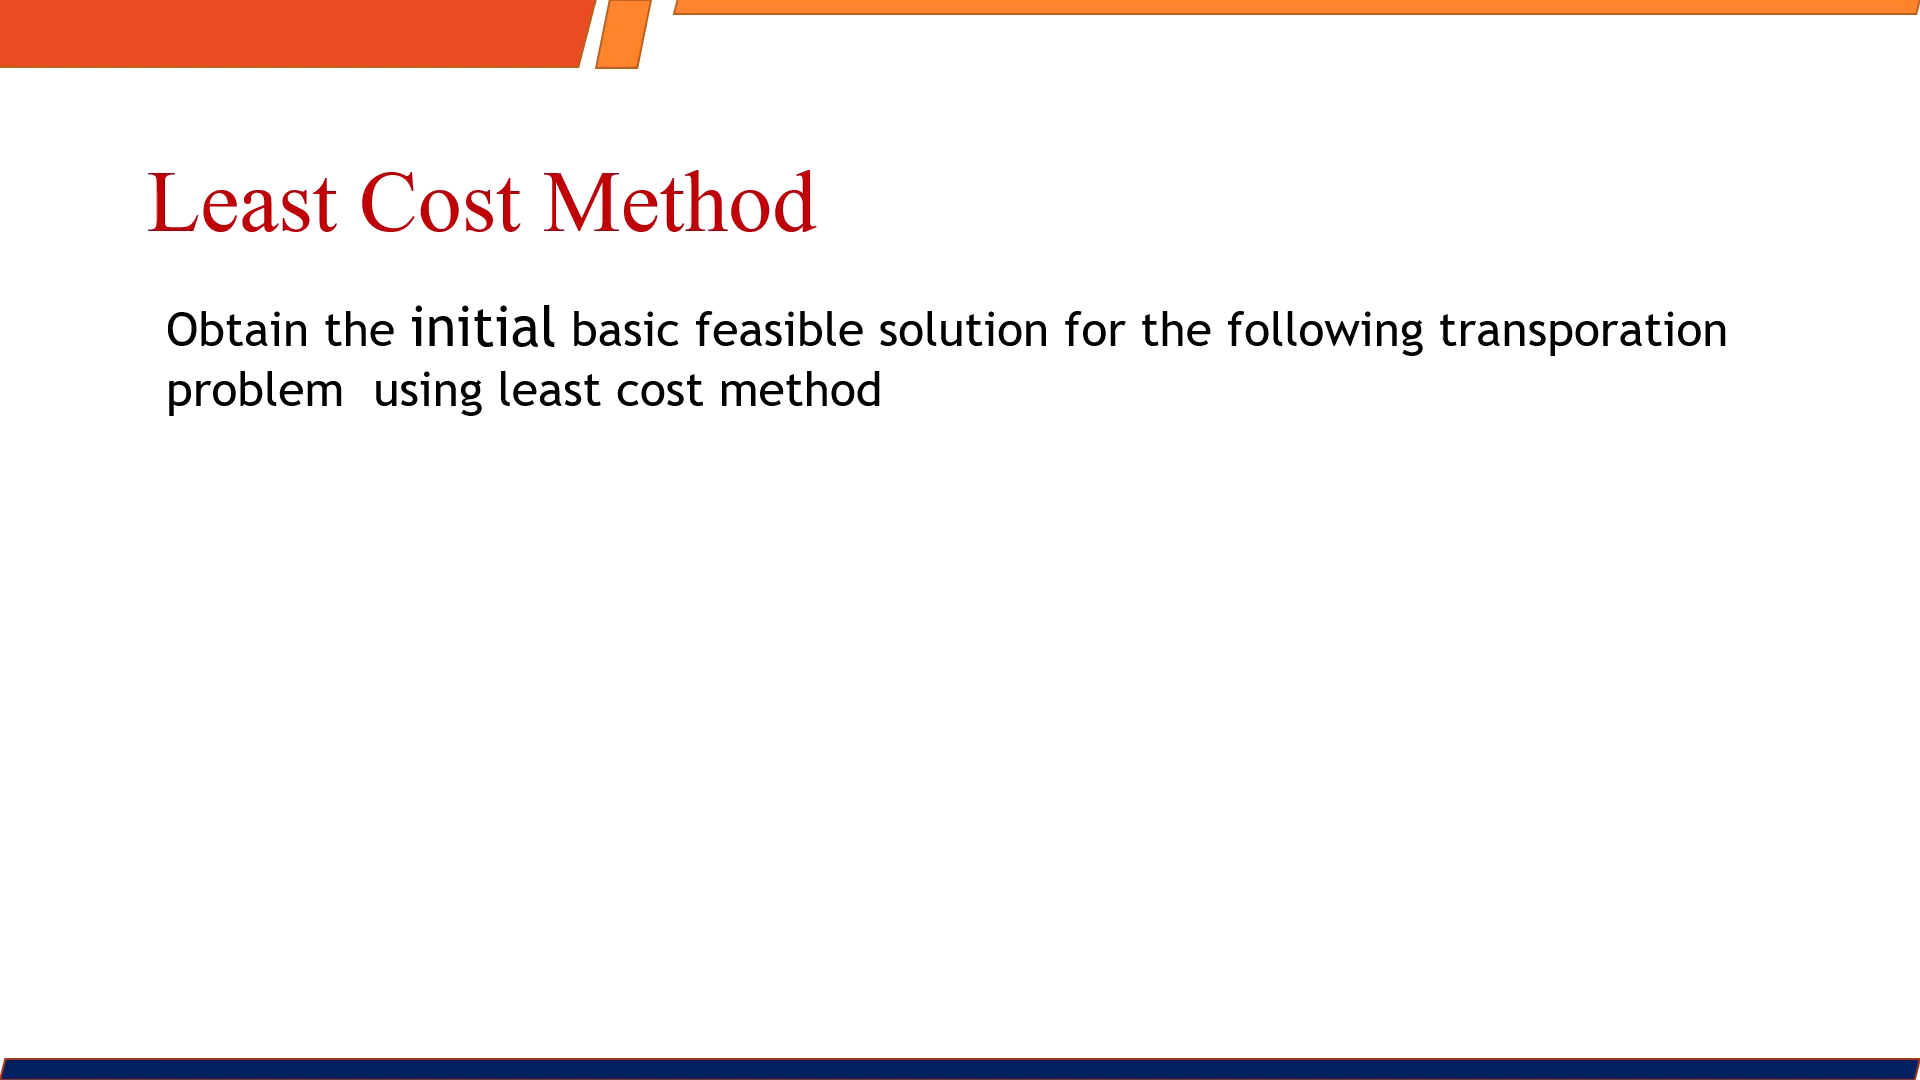 Least Cost Method
Obtain the initial basic feasible solution for the following transporation
problem  using least cost method